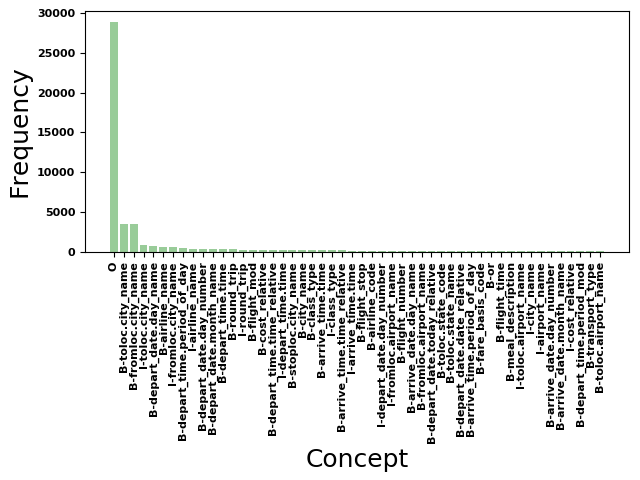 Frequency
30000
25000
20000
15000
10000
5000
0
O
B-toloc.city_name
B-fromloc.city_name
I-toloc.city_name
B-depart_date.day_name
B-airline_name
I-fromloc.city_name
B-depart_time.period_of_day
I-airline_name
B-depart_date.day_number
B-depart_date.month_name
B-depart_time.time
B-round_trip
I-round_trip
B-flight_mod
B-cost_relative
B-depart_time.time_relative
I-depart_time.time
B-stoploc.city_name
B-city_name
B-class_type
B-arrive_time.time
I-class_type
B-arrive_time.time_relative
I-arrive_time.time
B-flight_stop
B-airline_code
I-depart_date.day_number
I-fromloc.airport_name
B-flight_number
B-arrive_date.day_name
B-fromloc.airport_name
B-depart_date.today_relative
B-toloc.state_code
B-toloc.state_name
B-depart_date.date_relative
B-arrive_time.period_of_day
B-fare_basis_code
B-or
B-flight_time
B-meal_description
I-toloc.airport_name
I-city_name
I-airport_name
B-arrive_date.day_number
B-arrive_date.month_name
I-cost_relative
B-depart_time.period_mod
B-transport_type
B-toloc.airport_name
Concept